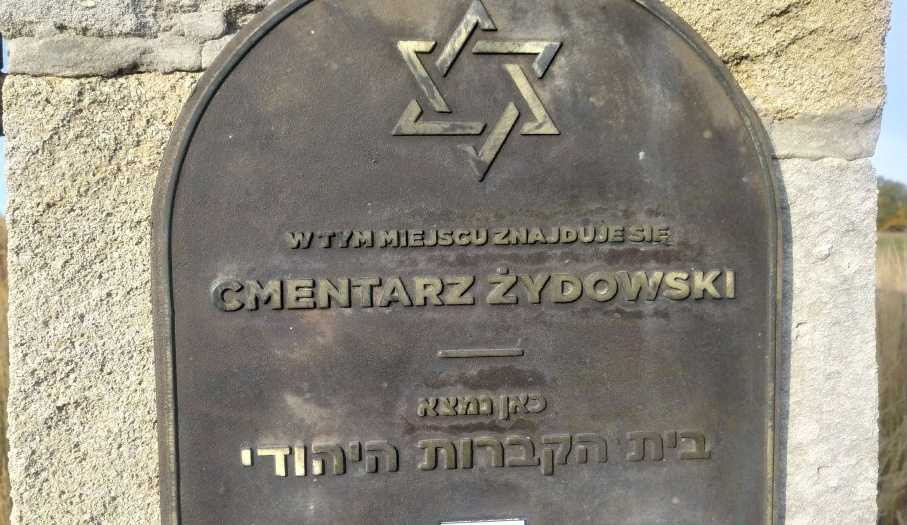 W TYM MIEJSCU ZNAJDUJE SIĘ
CMENTARZ ŻYDOWSKI
כאן נמצא
בית הקברות היהודי